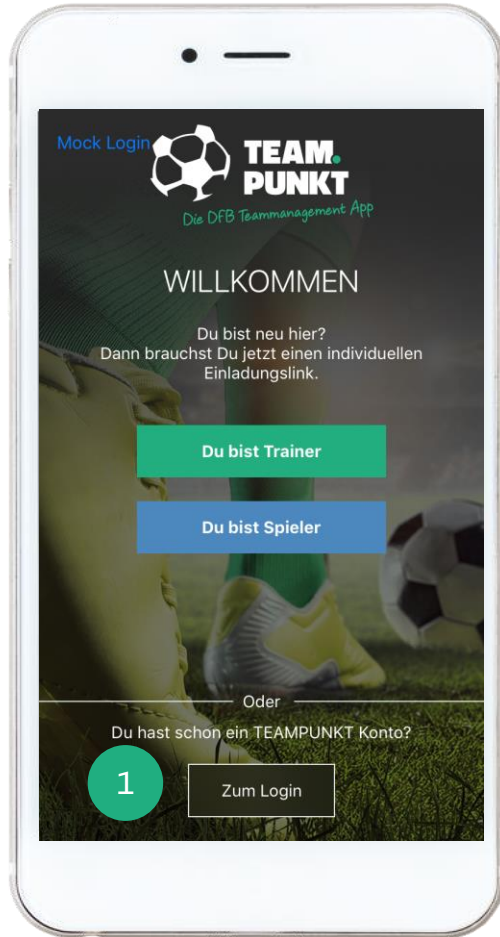 Mock Login
TEAM.
PUNKT
Die DFB Teammanagement App
WILLKOMMEN
Du bist neu hier?
Dann brauchst Du jetzt einen individuellen
Einladungslink.
Du bist Trainer
Du bist Spieler
Oder
Du hast schon ein TEAMPUNKT Konto?
1
Zum Login